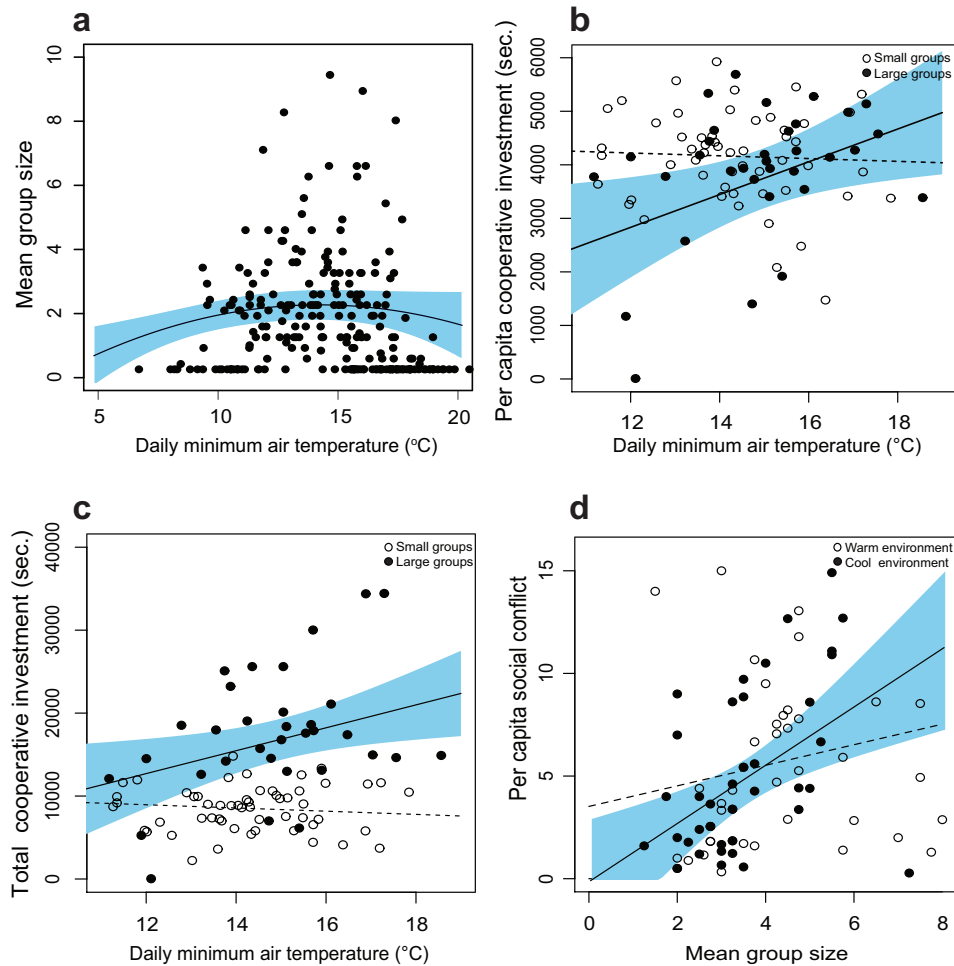 a
10
8
6
4
2
0
Mean group size
5
10
15
20
Daily minimum air temperature (°C)
b
Small groups
Large groups
6000
5000
4000
3000
2000
1000
0
Per capita cooperative investment (sec.)
12
14
16
18
Daily minimum air temperature (°C)
c
Small groups
Large groups
40000
30000
20000
10000
0
Total cooperative investment (sec.)
12
14
16
18
Daily minimum air temperature (°C)
d
Warm environment
Cool environment
15
10
5
0
Per capita social conflict
0
2
4
6
8
Mean group size